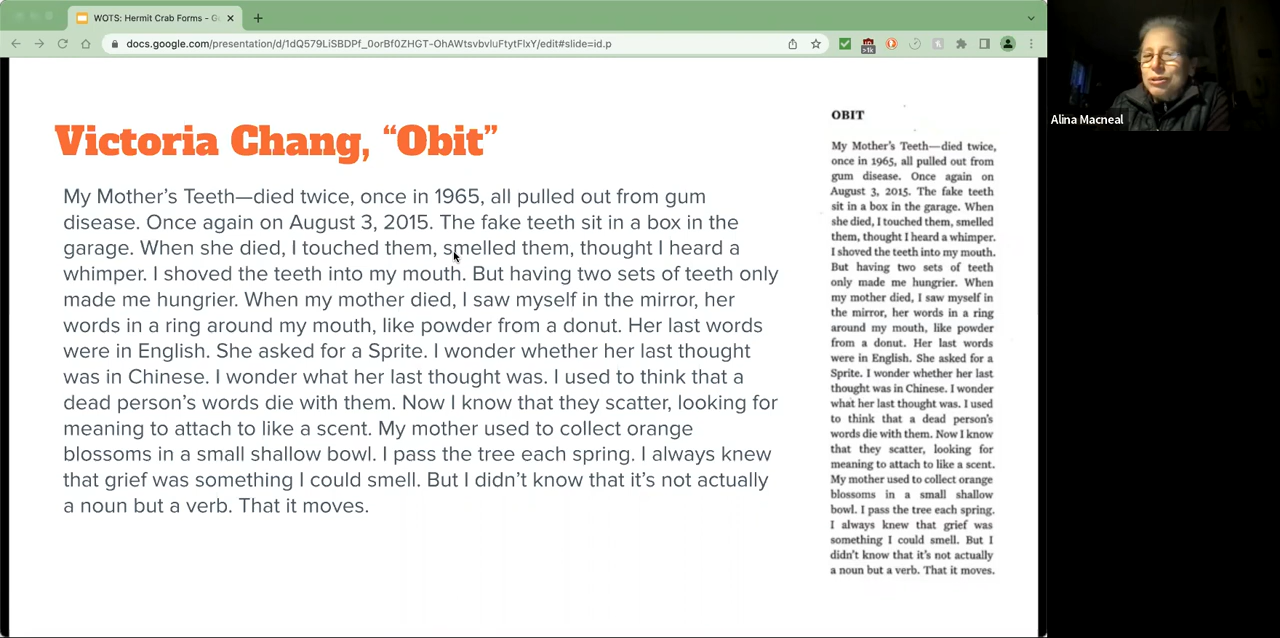 WOTS: Hermit Crab Forms - G
docs.google.com/presentation/d/1dQ579LiSBDPf_0orBf0ZHGT-OhAWtsvbvluFtytFlxY/edit#slide=id.p
>1k
Alina Macneal
Victoria Chang, “Obit”
My Mother’s Teeth—died twice, once in 1965, all pulled out from gum
disease. Once again on August 3, 2015. The fake teeth sit in a box in the
garage. When she died, I touched them, smelled them, thought I heard a
whimper. I shoved the teeth into my mouth. But having two sets of teeth only
made me hungrier. When my mother died, I saw myself in the mirror, her
words in a ring around my mouth, like powder from a donut. Her last words
were in English. She asked for a Sprite. I wonder whether her last thought
was in Chinese. I wonder what her last thought was. I used to think that a
dead person’s words die with them. Now I know that they scatter, looking for
meaning to attach to like a scent. My mother used to collect orange
blossoms in a small shallow bowl. I pass the tree each spring. I always knew
that grief was something I could smell. But I didn’t know that it’s not actually
a noun but a verb. That it moves.
OBIT
My Mother’s Teeth—died twice,
once in 1965, all pulled out from
gum disease. Once again on
August 3, 2015. The fake teeth
sit in a box in the garage. When
she died, I touched them, smelled
them, thought I heard a whimper.
I shoved the teeth into my mouth.
But having two sets of teeth
only made me hungrier. When
my mother died, I saw myself in
the mirror, her words in a ring
around my mouth, like powder
from a donut. Her last words
were in English. She asked for a
Sprite. I wonder whether her last
thought was in Chinese. I wonder
what her last thought was. I used
to think that a dead person’s
words die with them. Now I know
that they scatter, looking for
meaning to attach to like a scent.
My mother used to collect orange
blossoms in a small shallow
bowl. I pass the tree each spring.
I always knew that grief was
something I could smell. But I
didn’t know that it’s not actually
a noun but a verb. That it moves.